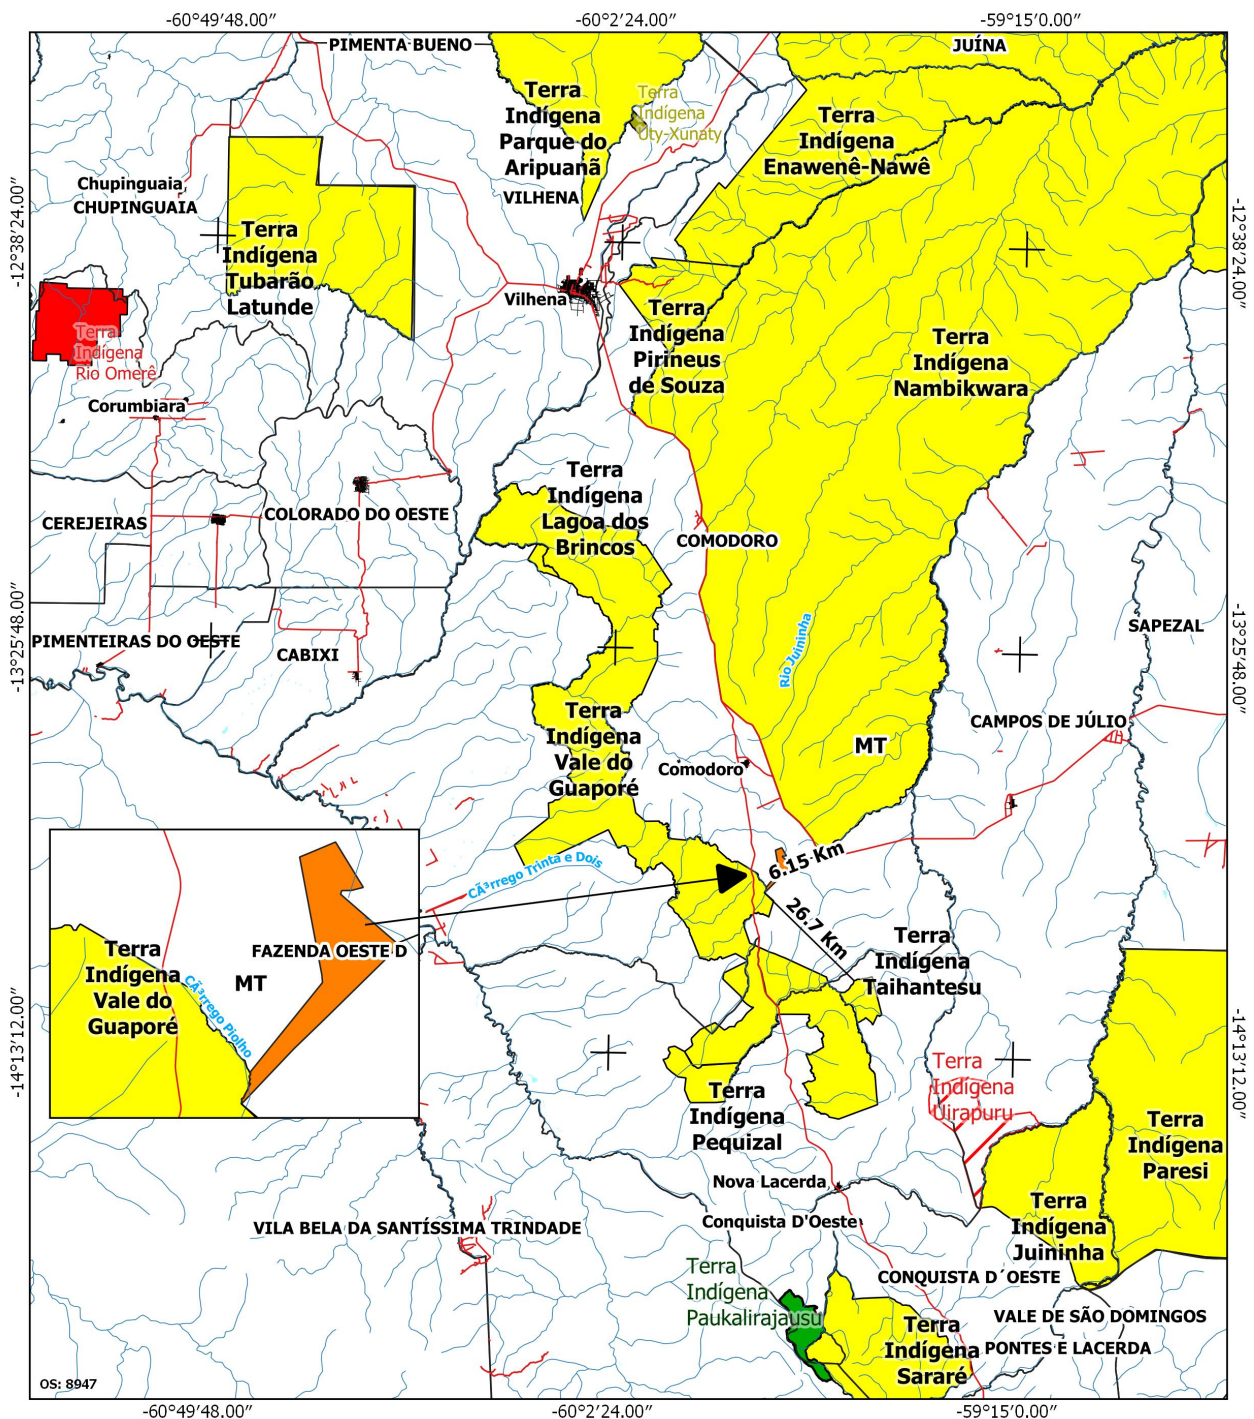 -60°49′48.00″
-60°2′24.00″
-59°15′0.00″
PIMENTA BUENO
JUÍNA
Terra
Indígena
Parque do
Aripuanã
Terra
Indígena
Uty-Xunaty
Terra
Indígena
Enawenê-Nawê
VILHENA
Chupinguaia
CHUPINGUAIA
-12°38′24.00″
-12°38′24.00″
Terra
Indígena
Tubarão
Latunde
Vilhena
Terra
Indígena
Pirineus
de Souza
Terra
Indígena
Nambikwara
Terra
Indígena
Rio Omerê
Corumbiara
Terra
Indígena
Lagoa dos
Brincos
CEREJEIRAS
COLORADO DO OESTE
COMODORO
-13°25′48.00″
-13°25′48.00″
PIMENTEIRAS DO OESTE
CABIXI
Rio Juininha
SAPEZAL
Terra
Indígena
Vale do
Guaporé
CAMPOS DE JÚLIO
MT
Comodoro
CÃ³rrego Trinta e Dois
6.15 Km
26.7 Km
FAZENDA OESTE D
Terra
Indígena
Vale do
Guaporé
MT
CÃ³rrego Piolho
Terra
Indígena
Taihantesu
-14°13′12.00″
-14°13′12.00″
Terra
Indígena
Uirapuru
Terra
Indígena
Pequizal
Terra
Indígena
Paresi
Nova Lacerda
Conquista D'Oeste
Terra
Indígena
Juininha
VILA BELA DA SANTÍSSIMA TRINDADE
Terra
Indígena
Paukalirajausu
CONQUISTA D´OESTE
VALE DE SÃO DOMINGOS
Terra
Indígena
Sararé
PONTES E LACERDA
OS: 8947
-60°49′48.00″
-60°2′24.00″
-59°15′0.00″